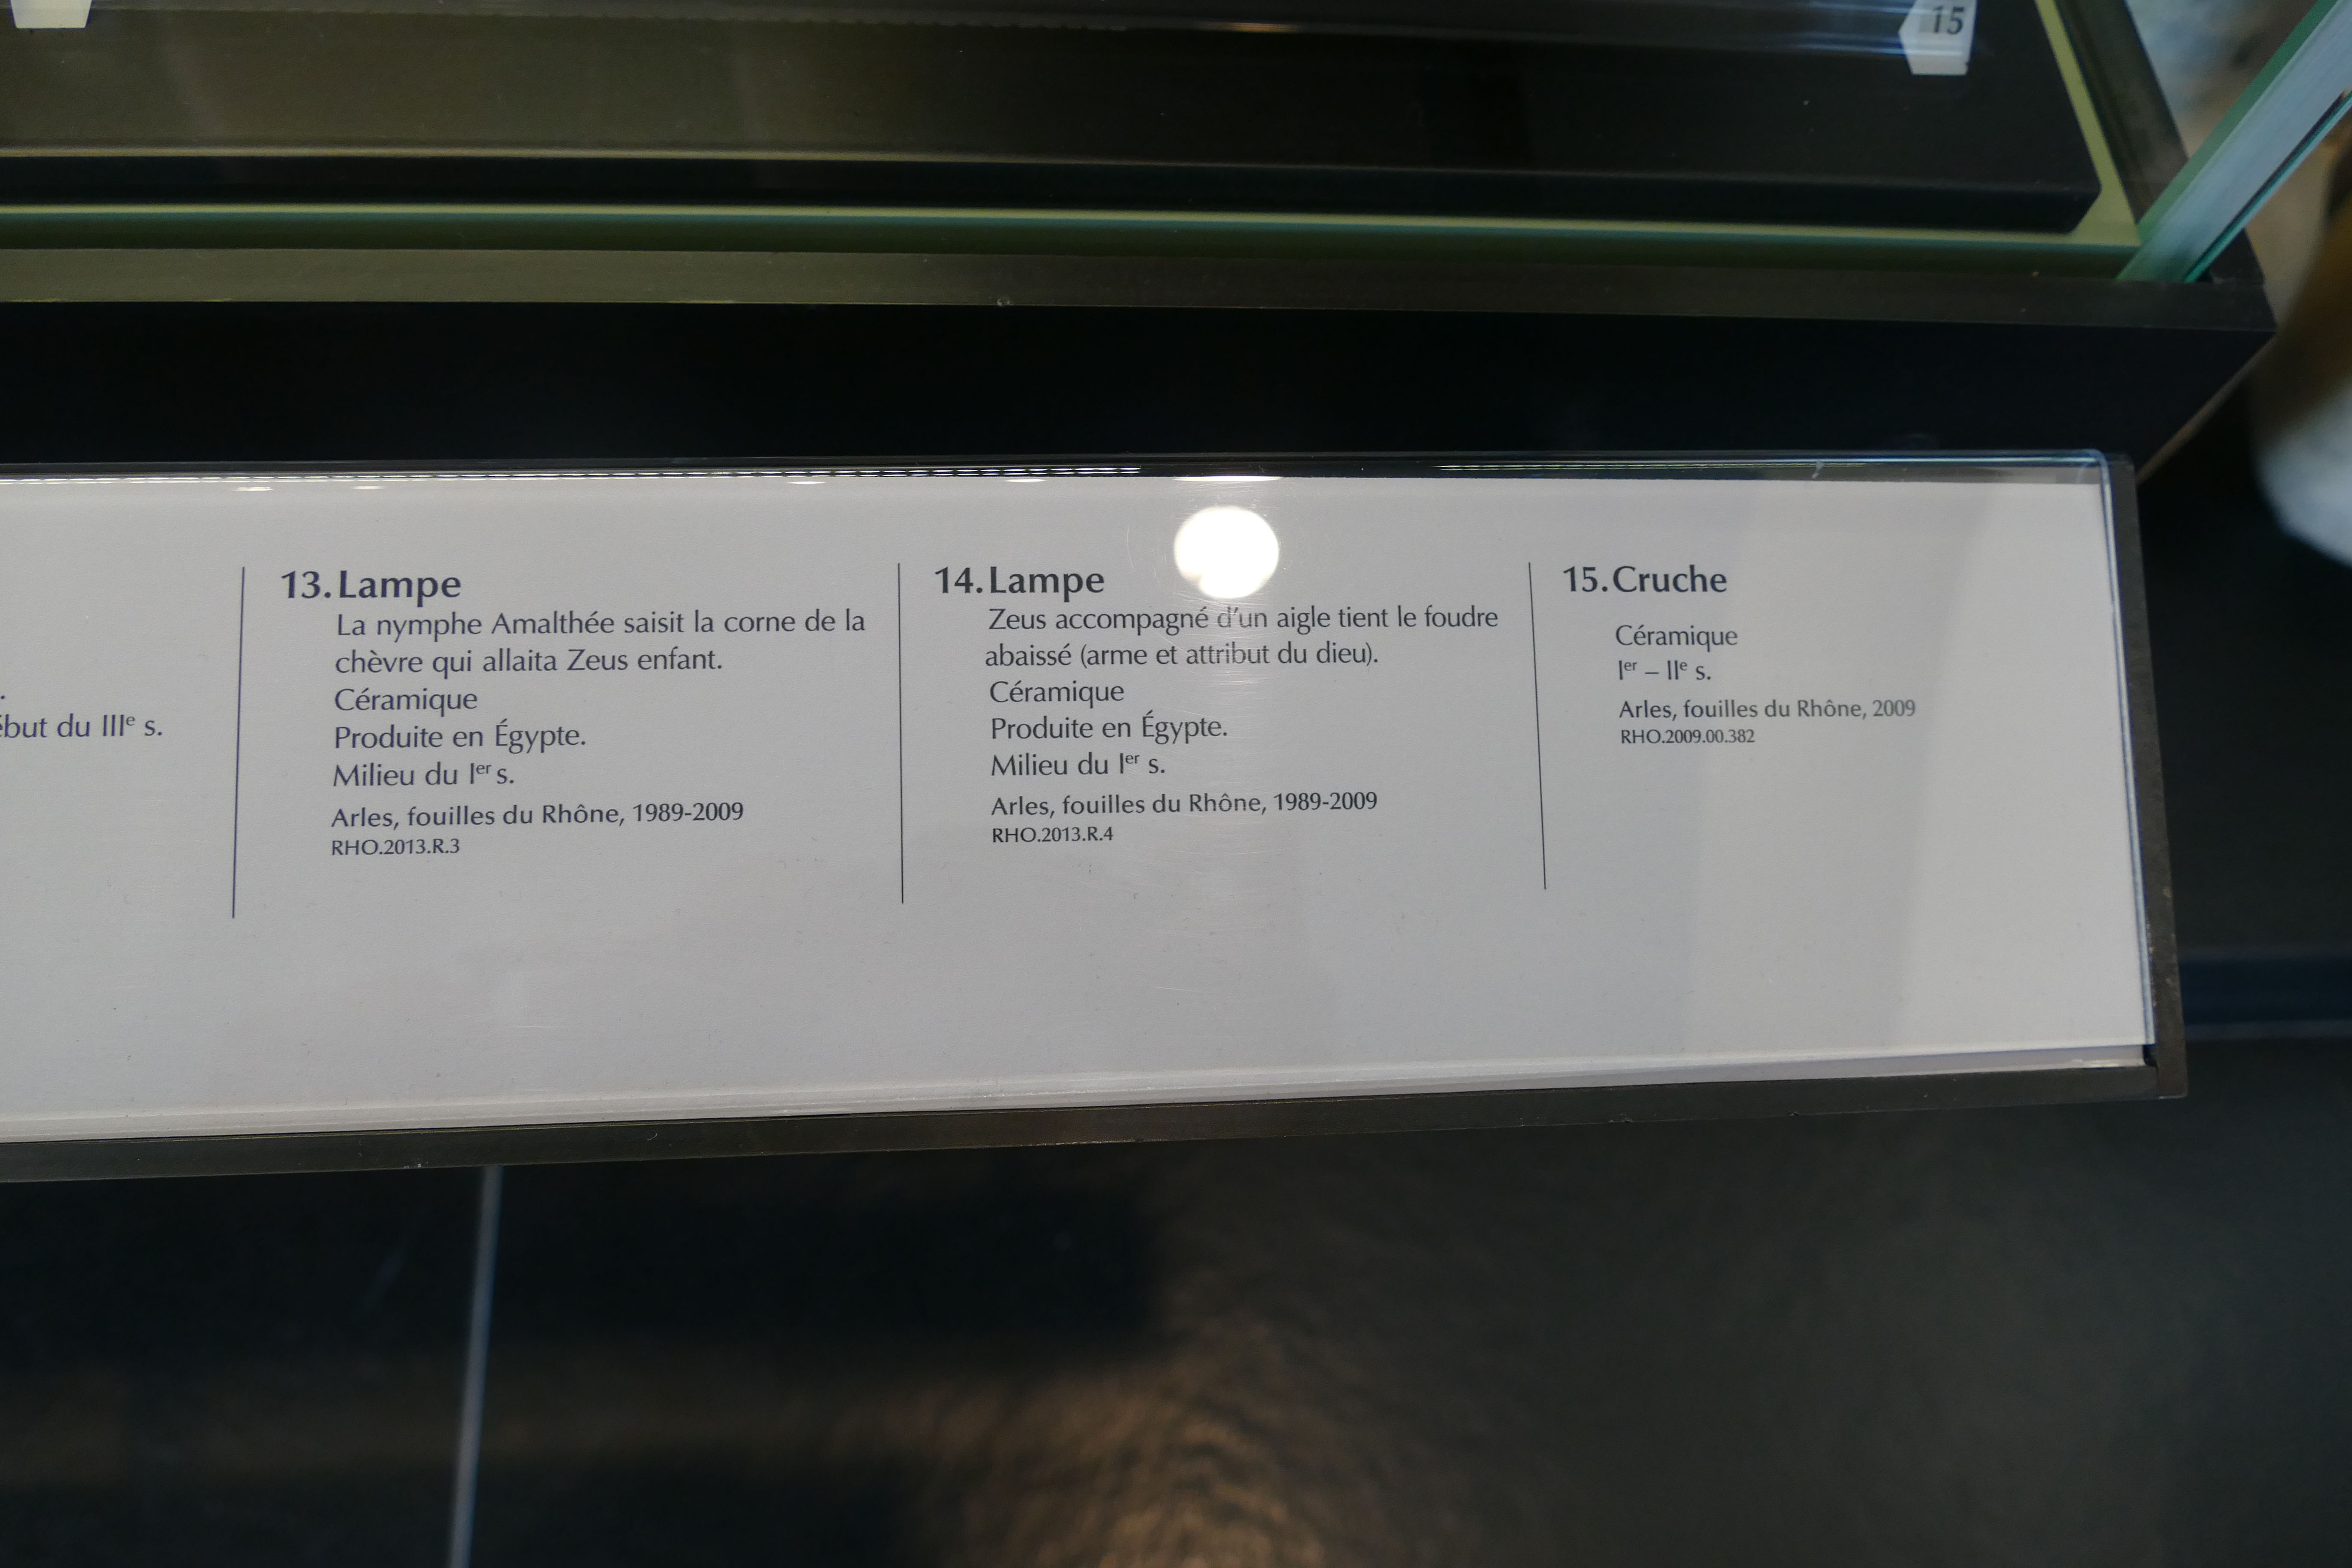 15
but du IIIe s.
13. Lampe
La nymphe Amalthée saisit la corne de la
chèvre qui allaita Zeus enfant.
Céramique
Produite en Égypte.
Milieu du Ier s.
Arles, fouilles du Rhône, 1989-2009
RHO.2013.R.3
14. Lampe
Zeus accompagné d'un aigle tient le foudre
abaissé (arme et attribut du dieu).
Céramique
Produite en Égypte.
Milieu du Ier s.
Arles, fouilles du Rhône, 1989-2009
RHO.2013.R.4
15. Cruche
Céramique
Ier – IIe s.
Arles, fouilles du Rhône, 2009
RHO.2009.00.382